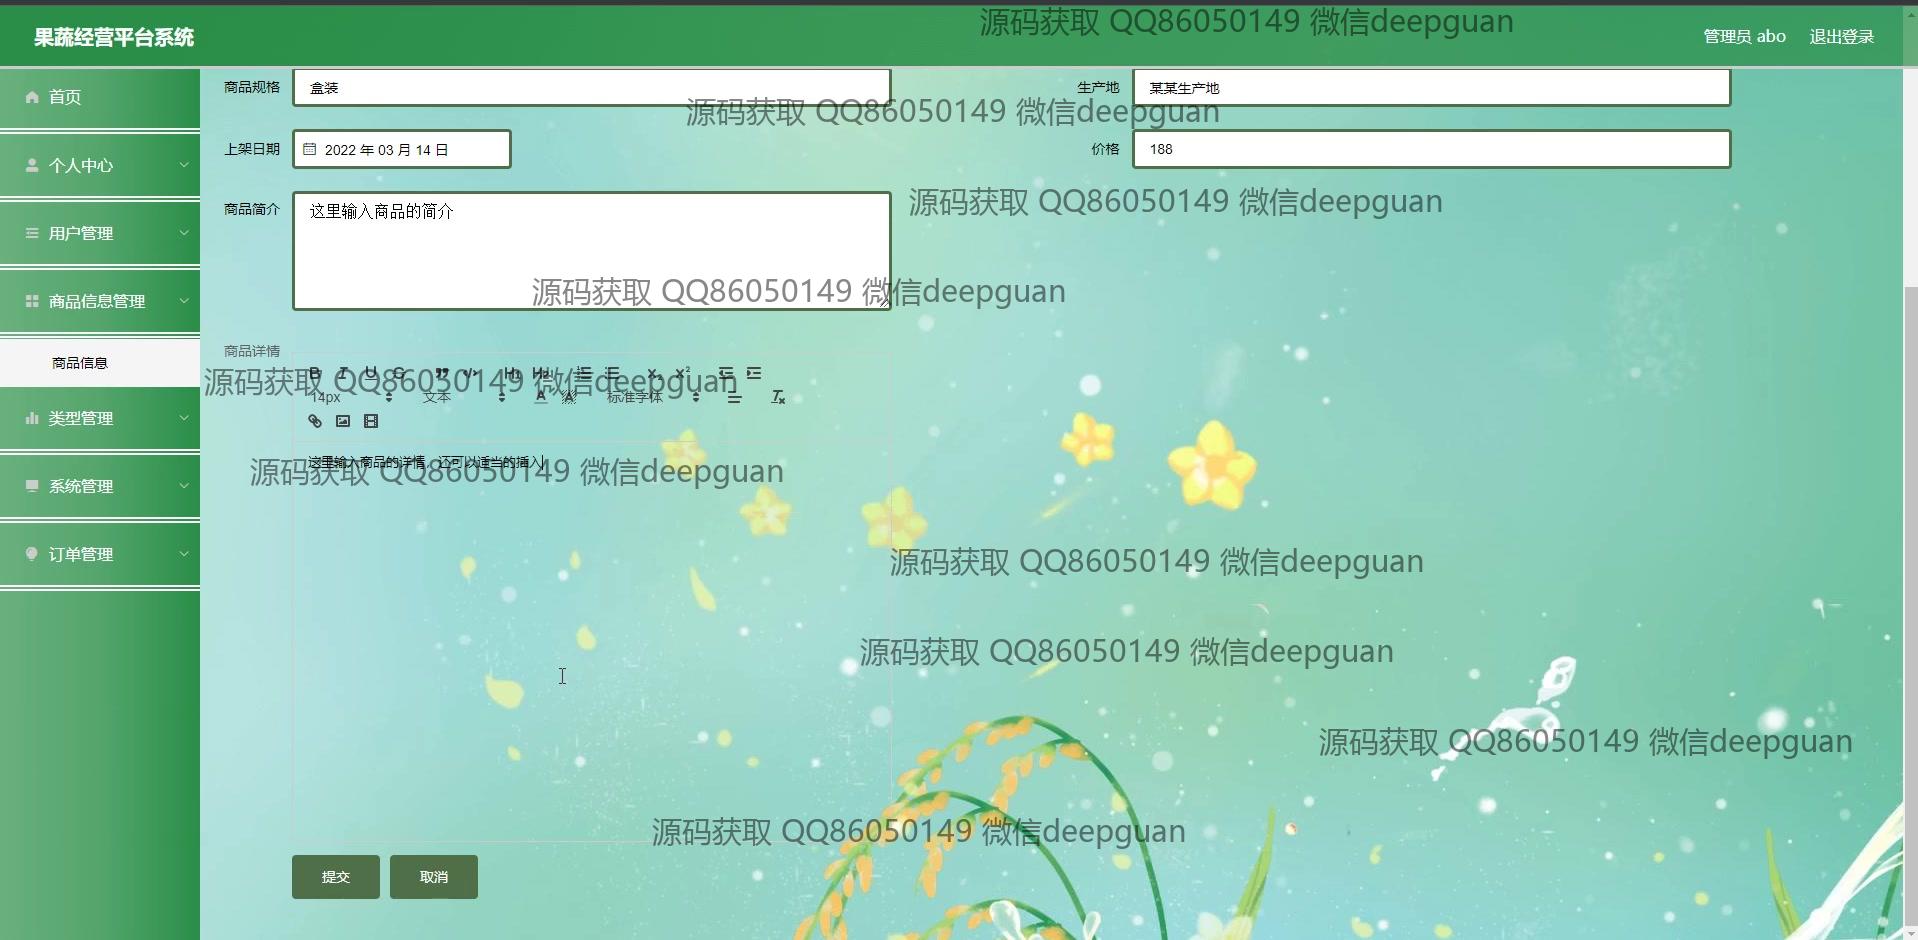 果蔬经营平台系统
源码获取 QQ86050149 微信deepguan
管理员 abo
退出登录
首页
个人中心
用户管理
商品信息管理
商品信息
类型管理
系统管理
订单管理
商品规格
盒装
生产地
某某生产地
源码获取 QQ86050149 微信deepguan
上架日期
2022 年 03 月 14 日
价格
188
商品简介
这里输入商品的简介
源码获取 QQ86050149 微信deepguan
源码获取 QQ86050149 微信deepguan
商品详情
源码获取 QQ86050149 微信deepguan
14px
文本
标准字体
这里输入商品的详情，还可以适当的插入
源码获取 QQ86050149 微信deepguan
源码获取 QQ86050149 微信deepguan
源码获取 QQ86050149 微信deepguan
源码获取 QQ86050149 微信deepguan
源码获取 QQ86050149 微信deepguan
提交
取消